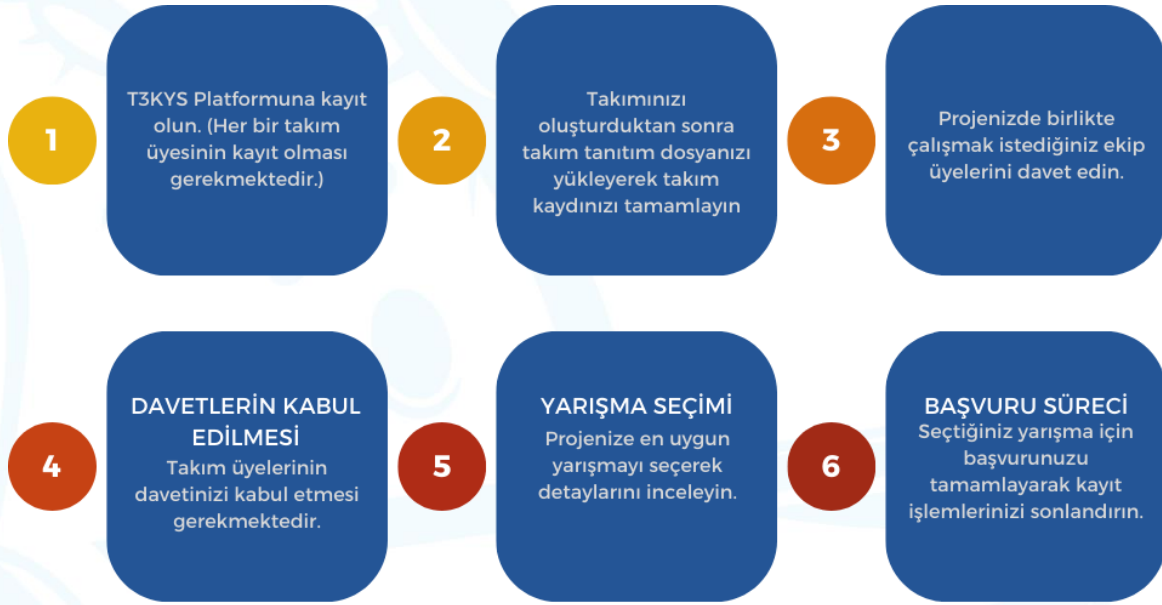 1
T3KYS Platformuna kayıt
olun. (Her bir takım
üyesinin kayıt olması
gerekmektedir.)
2
Takımınızı
oluşturduktan sonra
takım tanıtım dosyanızı
yükleyerek takım
kaydınızı tamamlayın
3
Projenizde birlikte
çalışmak istediğiniz ekip
üyelerini davet edin.
4
DAVETLERİN KABUL
EDİLMESİ
Takım üyelerinin
davetinizi kabul etmesi
gerekmektedir.
5
YARIŞMA SEÇİMİ
Projenize en uygun
yarışmayı seçerek
detaylarını inceleyin.
6
BAŞVURU SÜRECİ
Seçtiğiniz yarışma için
başvurunuzu
tamamlayarak kayıt
işlemlerinizi sonlandırın.